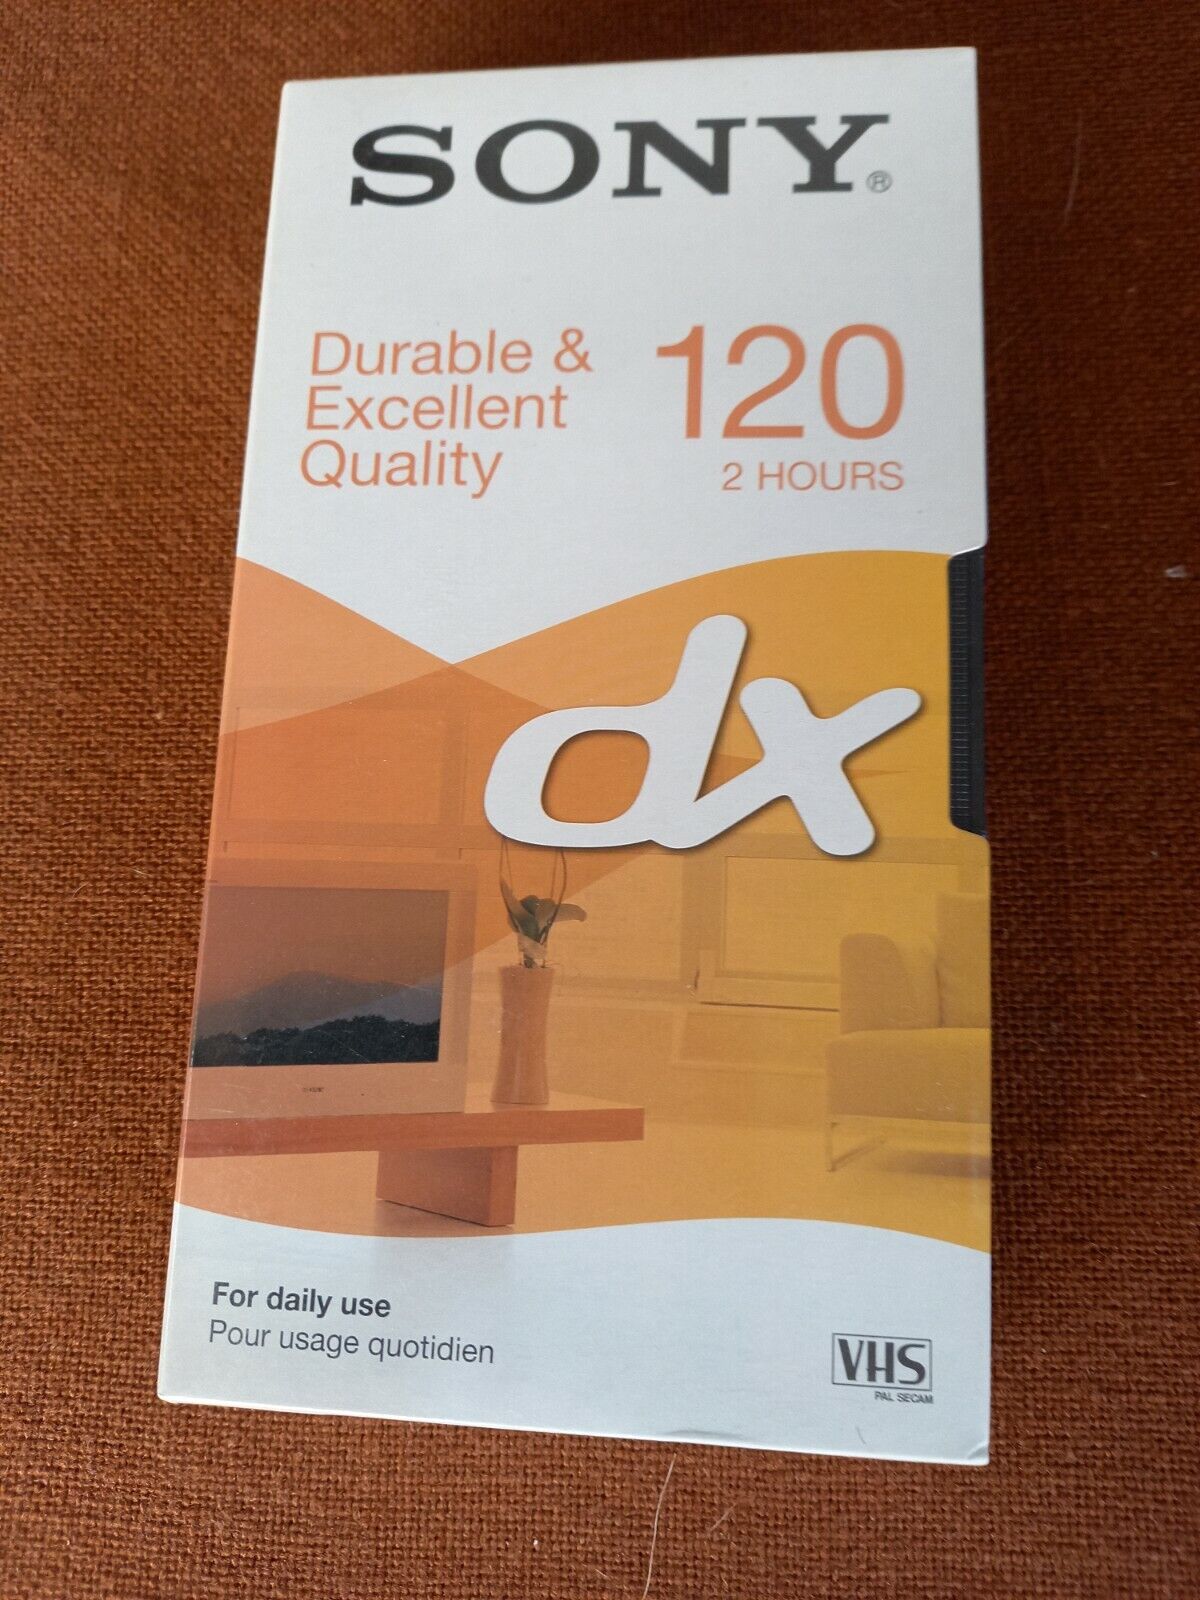 SONY®
Durable &
Excellent
Quality
120
2 HOURS
dx
For daily use
Pour usage quotidien
VHS
PAL SECAM